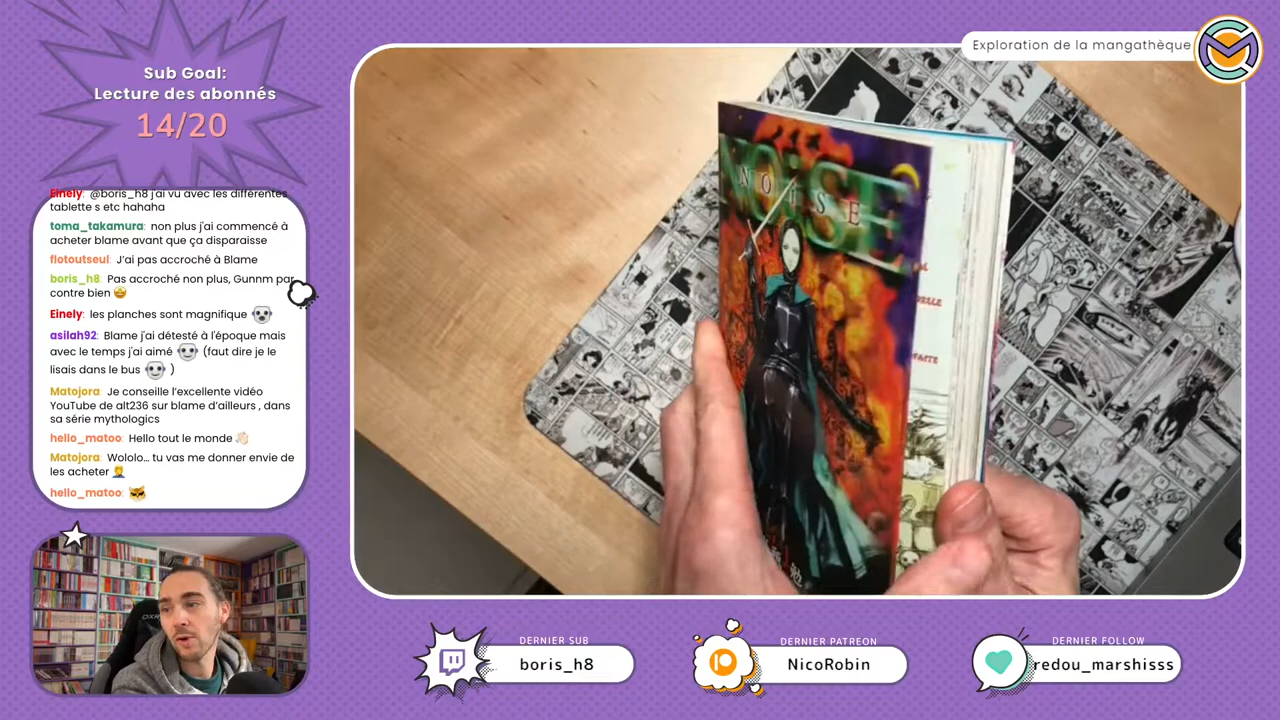 Sub Goal:
Lecture des abonnés
14/20
Exploration de la mangathèque
Einely: @boris_h8 j'ai vu avec les différentes
tablette s etc hahaha
toma_takamura: non plus j'ai commencé à
acheter blame avant que ça disparaisse
flotoutseul: J'ai pas accroché à Blame
boris_h8: Pas accroché non plus, Gunnm par
contre bien 🤩
Einely: les planches sont magnifique
asilah92: Blame j'ai détesté à l'époque mais
avec le temps j'ai aimé (faut dire je le
lisais dans le bus )
Matojora: Je conseille l'excellente vidéo
YouTube de alt236 sur blame d'ailleurs , dans
sa série mythologics
hello_matoo: Hello tout le monde 👋🏻
Matojora: Wololo... tu vas me donner envie de
les acheter 🤦
hello_matoo:
NOiSE
NOISE
DERNIER SUB
boris_h8
DERNIER PATREON
NicoRobin
DERNIER FOLLOW
redou_marshisss